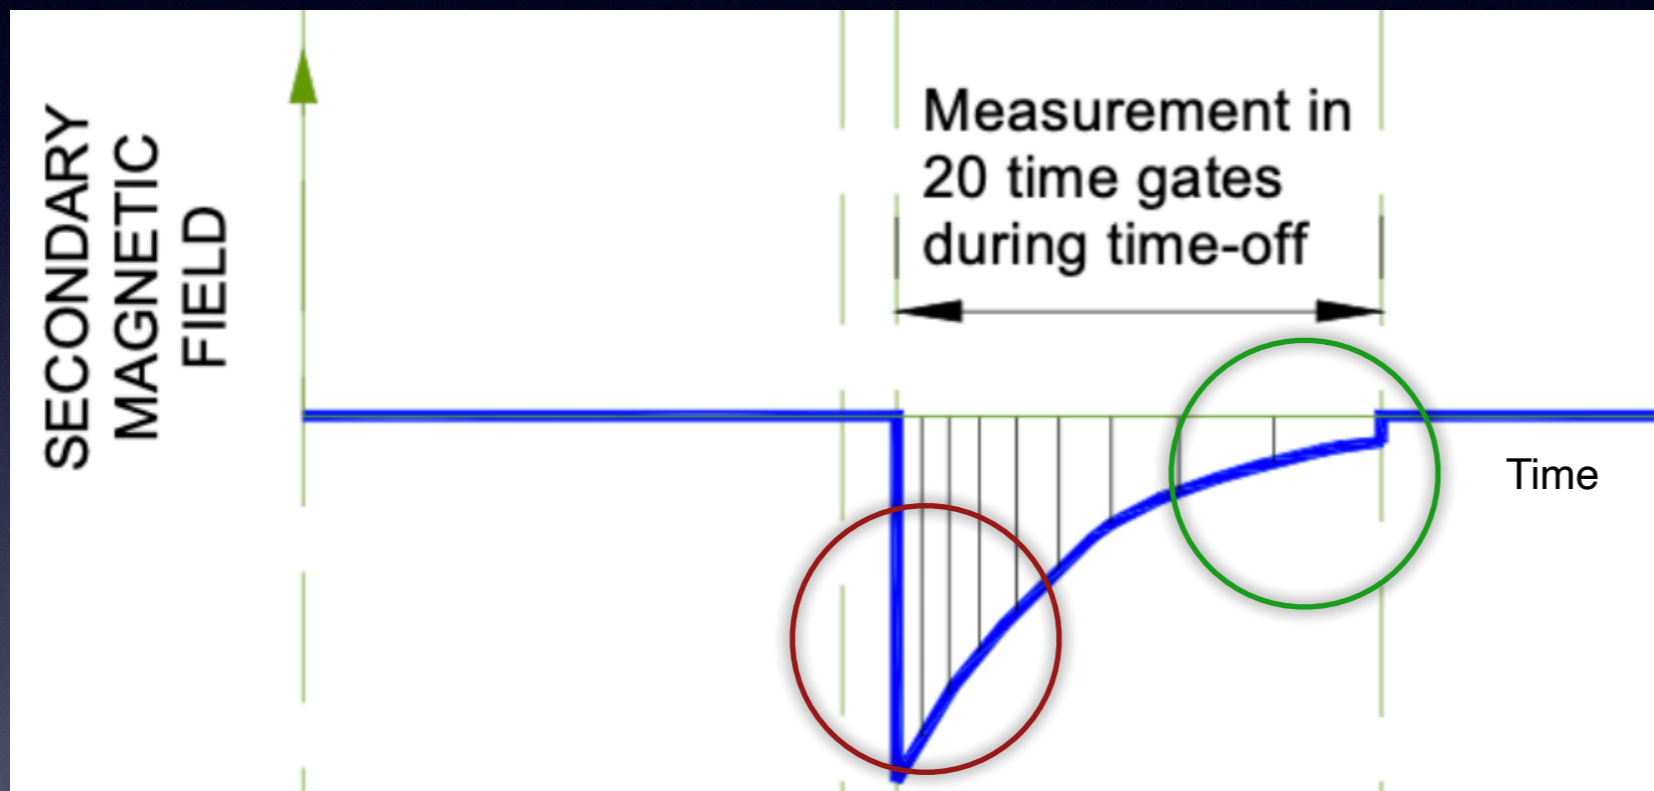 SECONDARY
MAGNETIC
FIELD
Measurement in
20 time gates
during time-off
Time